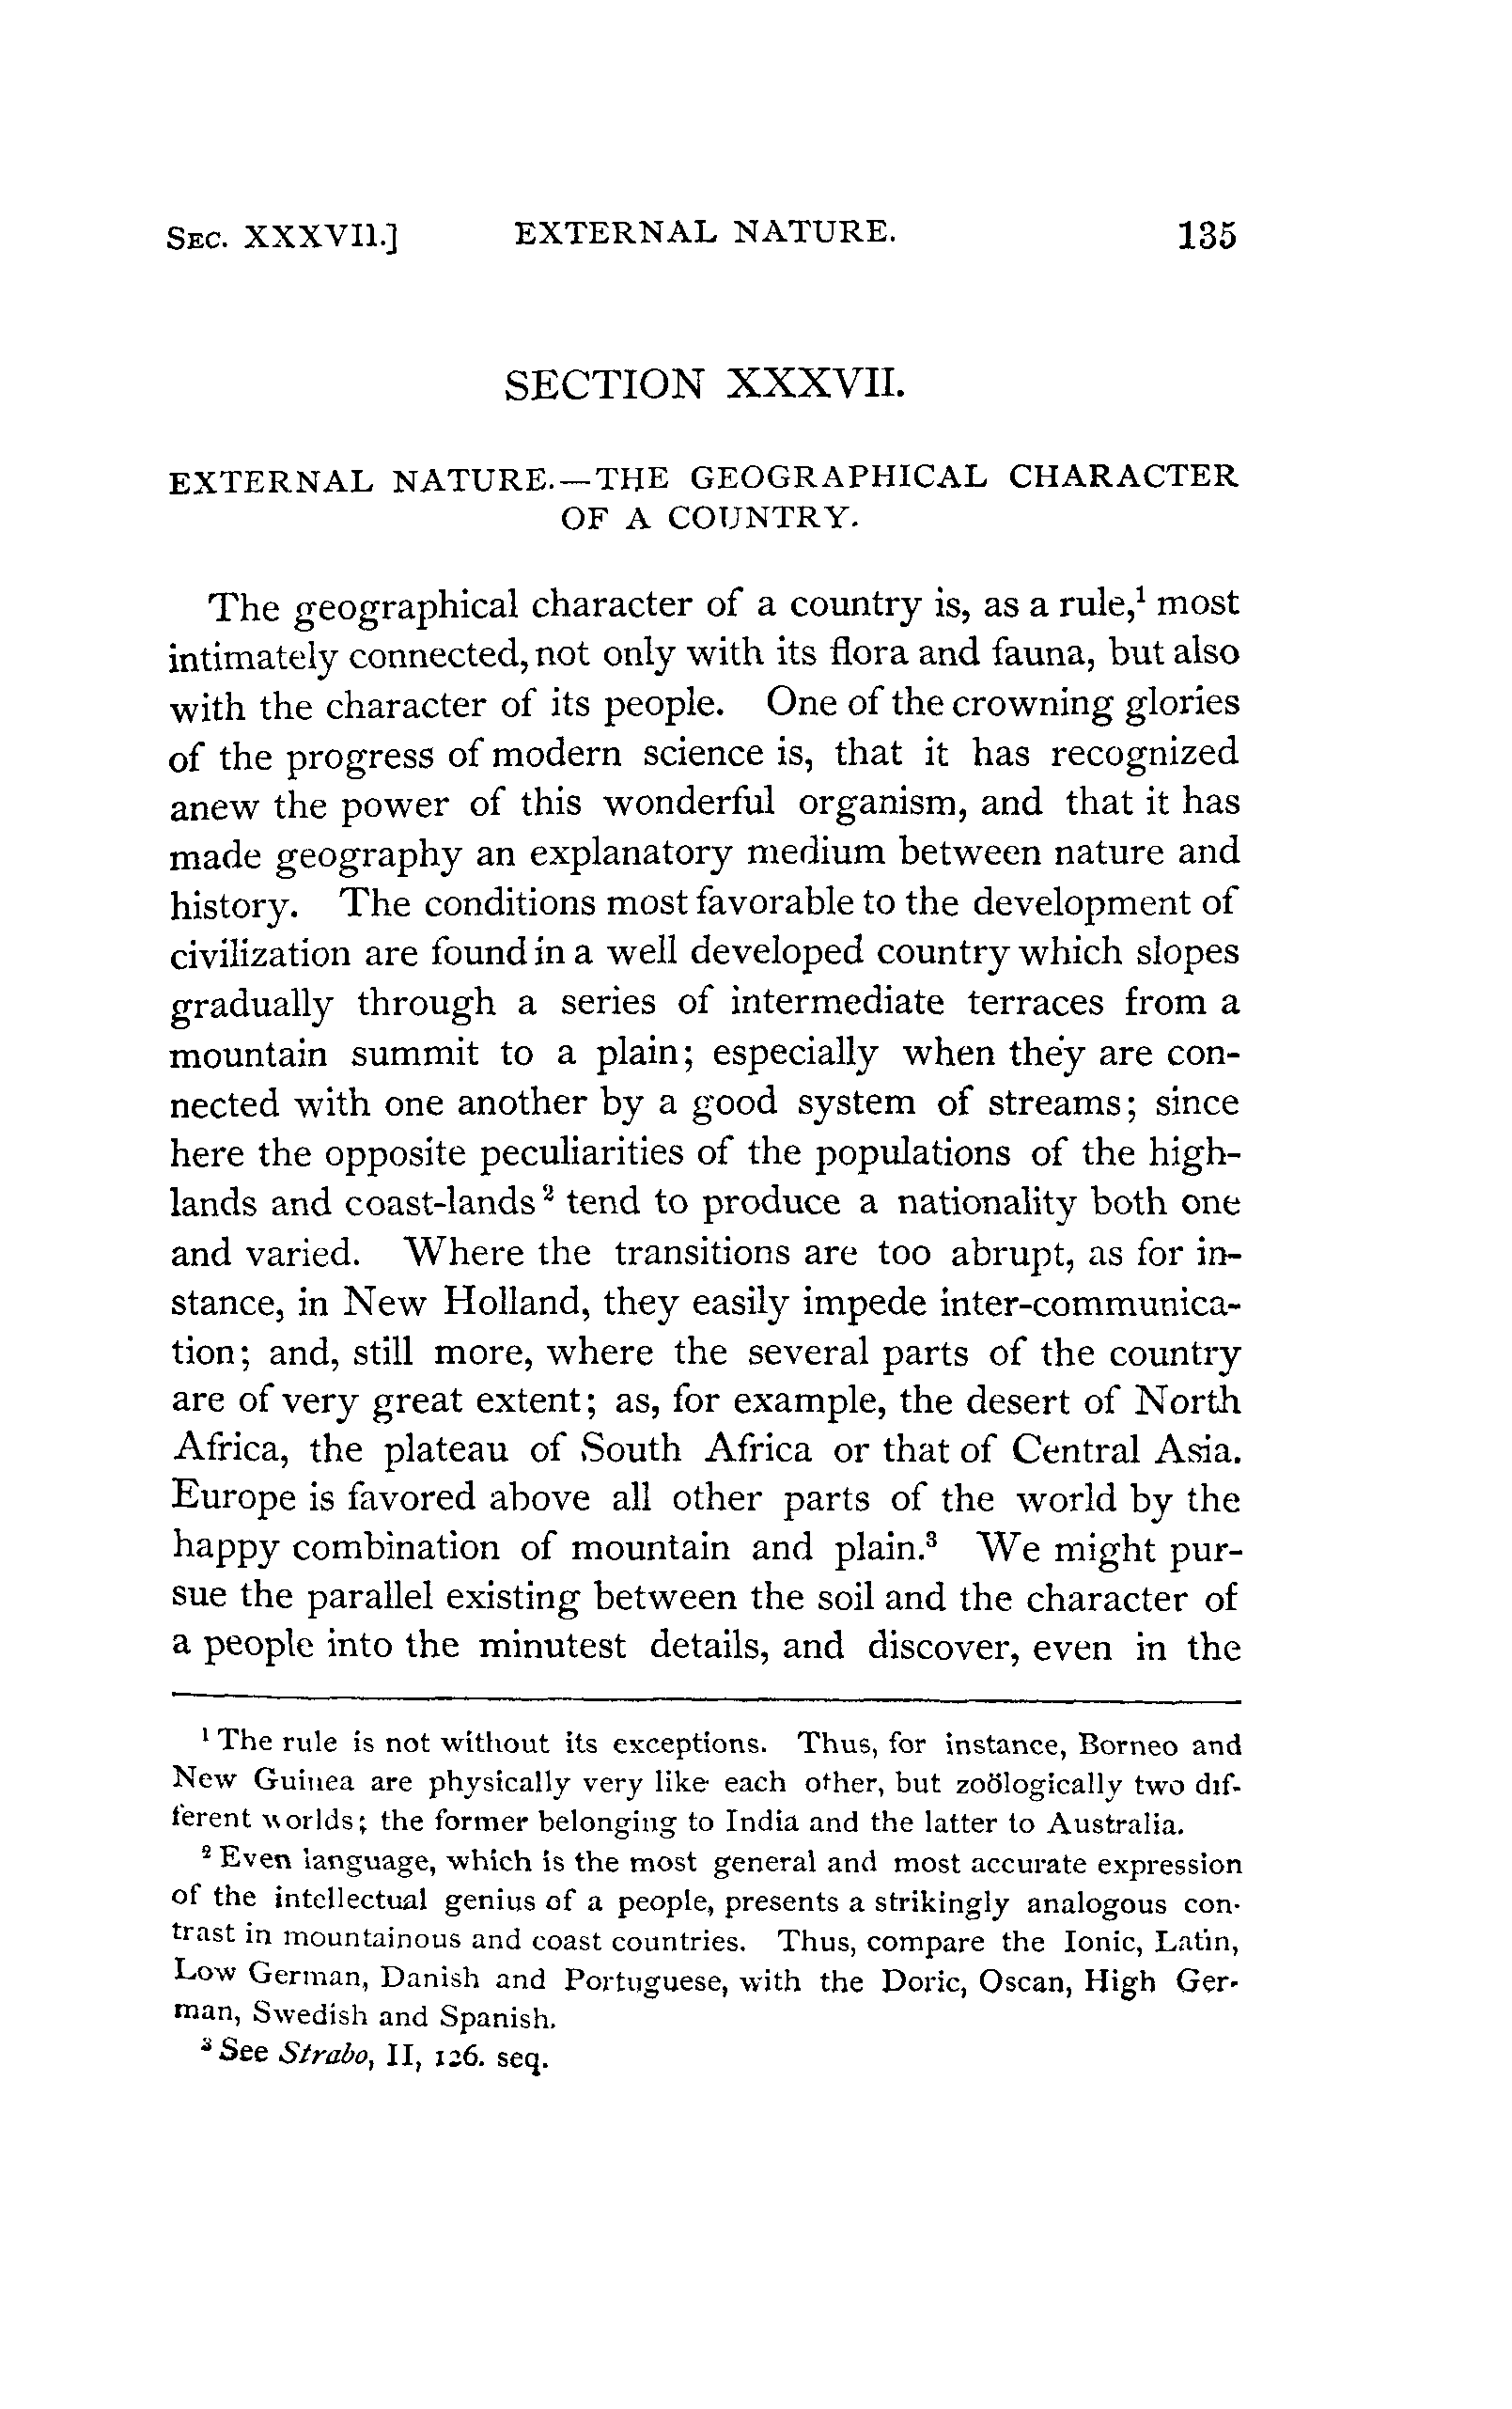 SEC. XXXVII.] EXTERNAL NATURE. 135
SECTION XXXVII.
EXTERNAL NATURE.—THE GEOGRAPHICAL CHARACTER
OF A COUNTRY.
The geographical character of a country is, as a rule,¹ most
intimately connected, not only with its flora and fauna, but also
with the character of its people. One of the crowning glories
of the progress of modern science is, that it has recognized
anew the power of this wonderful organism, and that it has
made geography an explanatory medium between nature and
history. The conditions most favorable to the development of
civilization are found in a well developed country which slopes
gradually through a series of intermediate terraces from a
mountain summit to a plain; especially when they are con-
nected with one another by a good system of streams; since
here the opposite peculiarities of the populations of the high-
lands and coast-lands² tend to produce a nationality both one
and varied. Where the transitions are too abrupt, as for in-
stance, in New Holland, they easily impede inter-communica-
tion; and, still more, where the several parts of the country
are of very great extent; as, for example, the desert of North
Africa, the plateau of South Africa or that of Central Asia.
Europe is favored above all other parts of the world by the
happy combination of mountain and plain.³ We might pur-
sue the parallel existing between the soil and the character of
a people into the minutest details, and discover, even in the
¹ The rule is not without its exceptions. Thus, for instance, Borneo and
New Guinea are physically very like each other, but zoölogically two dif-
ferent worlds; the former belonging to India and the latter to Australia.
² Even language, which is the most general and most accurate expression
of the intellectual genius of a people, presents a strikingly analogous con-
trast in mountainous and coast countries. Thus, compare the Ionic, Latin,
Low German, Danish and Portuguese, with the Doric, Oscan, High Ger-
man, Swedish and Spanish.
³ See Strabo, II, 126. seq.